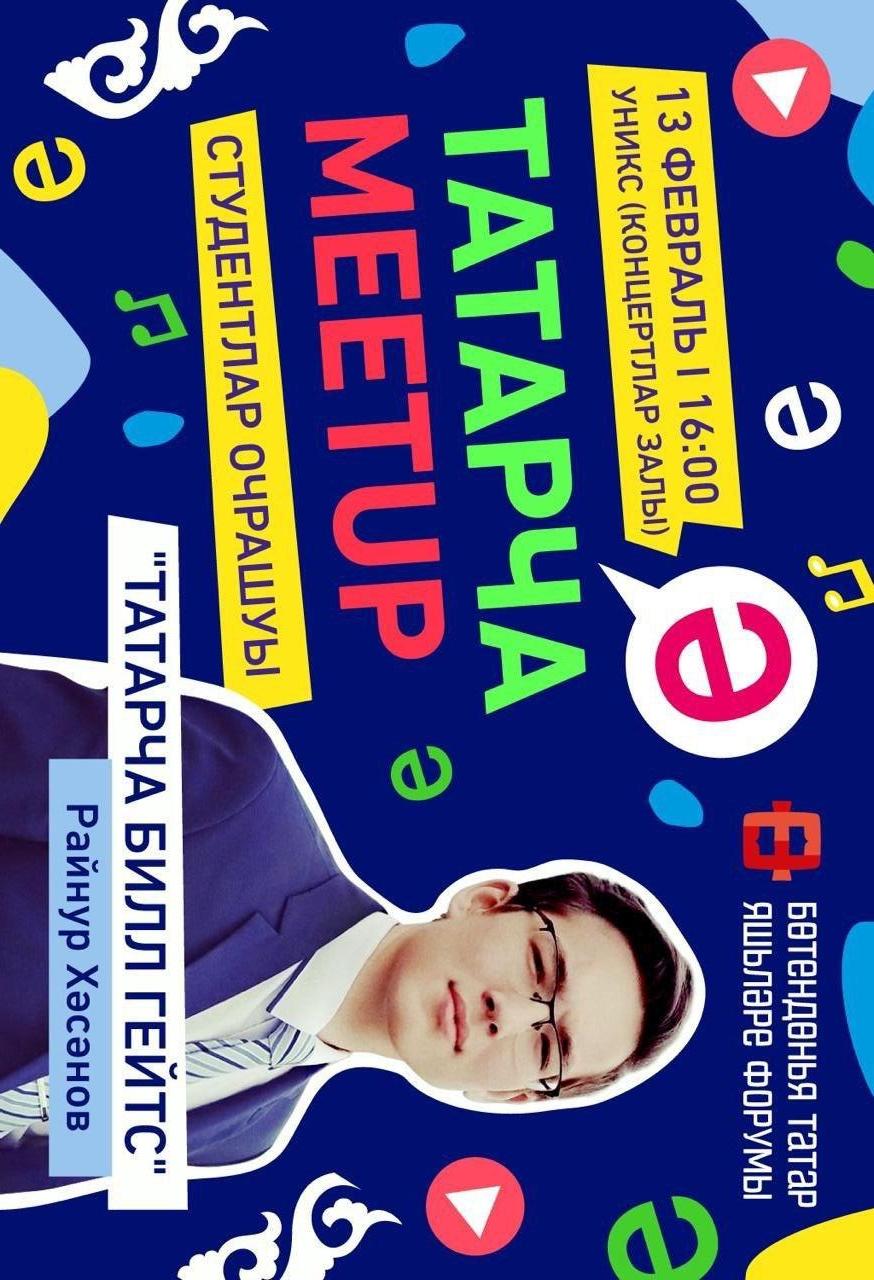 13 ФЕВРАЛЬ I 16:00
УНИКС (КОНЦЕРТЛАР ЗАЛЫ)
ТАТАРЧА
MEETUP
СТУДЕНТЛАР ОЧРАШУЫ
Бөтендөнья татар
яшьләре форумы
"ТАТАРЧА БИЛЛ ГЕЙТС"
Райнур Хәсәнов